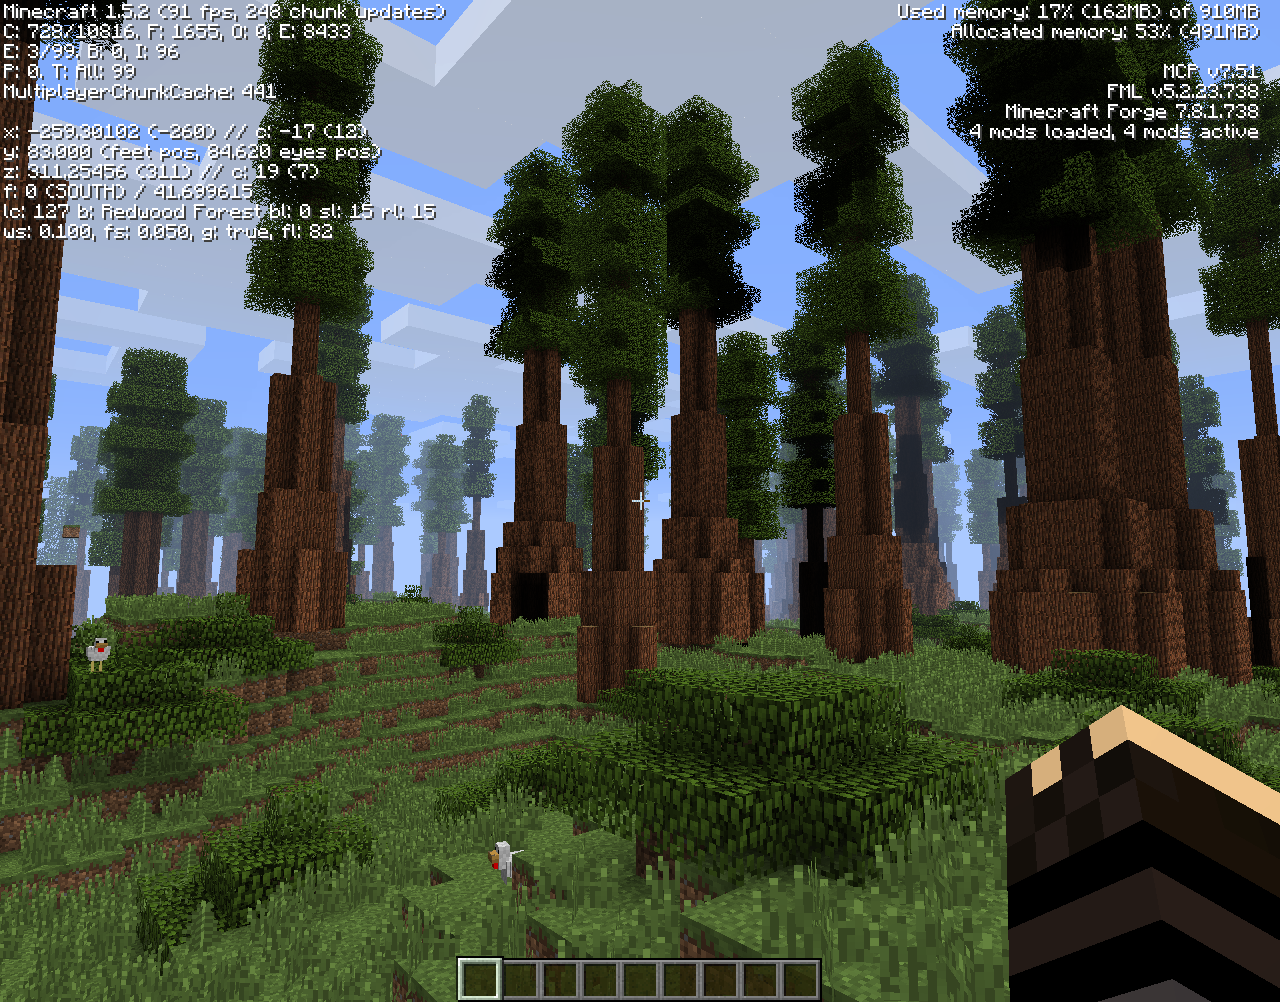 Minecraft 1.5.2 (91 fps, 248 chunk updates)
C: 728/10816, F: 1655, O: 0, E: 8433
E: 3/99. B: 0, I: 96
P: 0. T: All: 99
MultiplayerChunkCache: 441
x: -259.30102 (-260) // c: -17 (12)
y: 83.000 (feet pos, 84.620 eyes pos)
z: 311.25456 (311) // c: 19 (7)
f: 0 (SOUTH) / 41.699615
lc: 127 b: Redwood Forest bl: 0 sl: 15 rl: 15
ws: 0.100, fs: 0.050, g: true, fl: 82
Used memory: 17% (162MB) of 910MB
Allocated memory: 53% (491MB)
MCP v7.51
FML v5.2.23.738
Minecraft Forge 7.8.1.738
4 mods loaded, 4 mods active